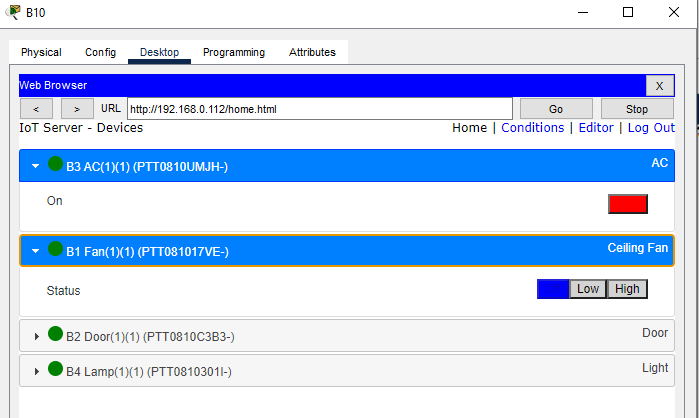 B10
Physical Config Desktop Programming Attributes
Web Browser X
< > URL http://192.168.0.112/home.html Go Stop
IoT Server - Devices Home | Conditions | Editor | Log Out
B3 AC(1)(1) (PTT0810UMJH-) AC
On
B1 Fan(1)(1) (PTT081017VE-) Ceiling Fan
Status Low High
B2 Door(1)(1) (PTT0810C3B3-) Door
B4 Lamp(1)(1) (PTT0810301I-) Light